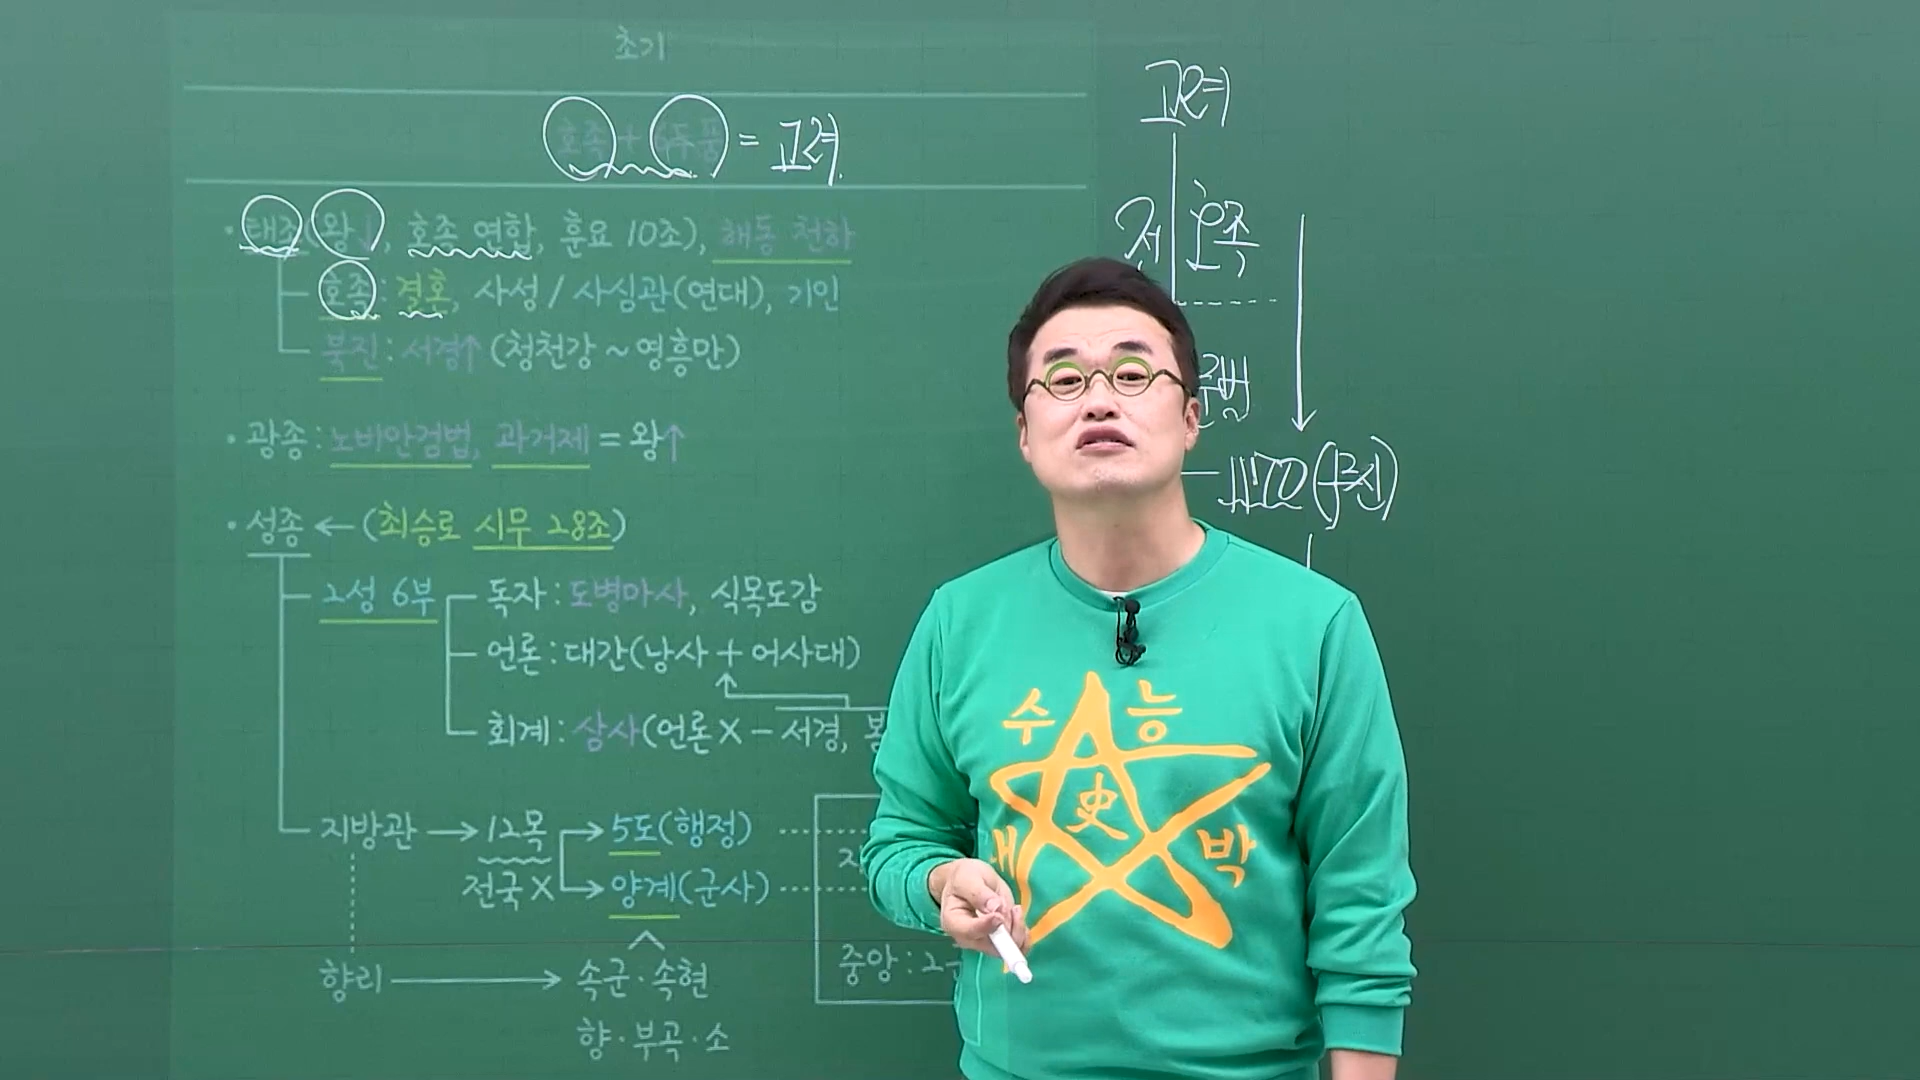 초기
호족 + 6두품 = 고려
· 태조(왕↓, 호족 연합, 훈요 10조), 해동 천하
호족 : 결혼, 사성 / 사심관(연대), 기인
북진 : 서경↑ (청천강 ~ 영흥만)
· 광종 : 노비안검법, 과거제 = 왕↑
· 성종 ← (최승로 시무 28조)
2성 6부
독자 : 도병마사, 식목도감
언론 : 대간(낭사 + 어사대)
회계 : 삼사(언론 X - 서경,
지방관 → 12목 → 5도(행정)
전국 X → 양계(군사)
향리 → 속군 · 속현
향 · 부곡 · 소
중앙 : 2
고려
전 호족
문벌
1170 (무신)
수 능
史
박